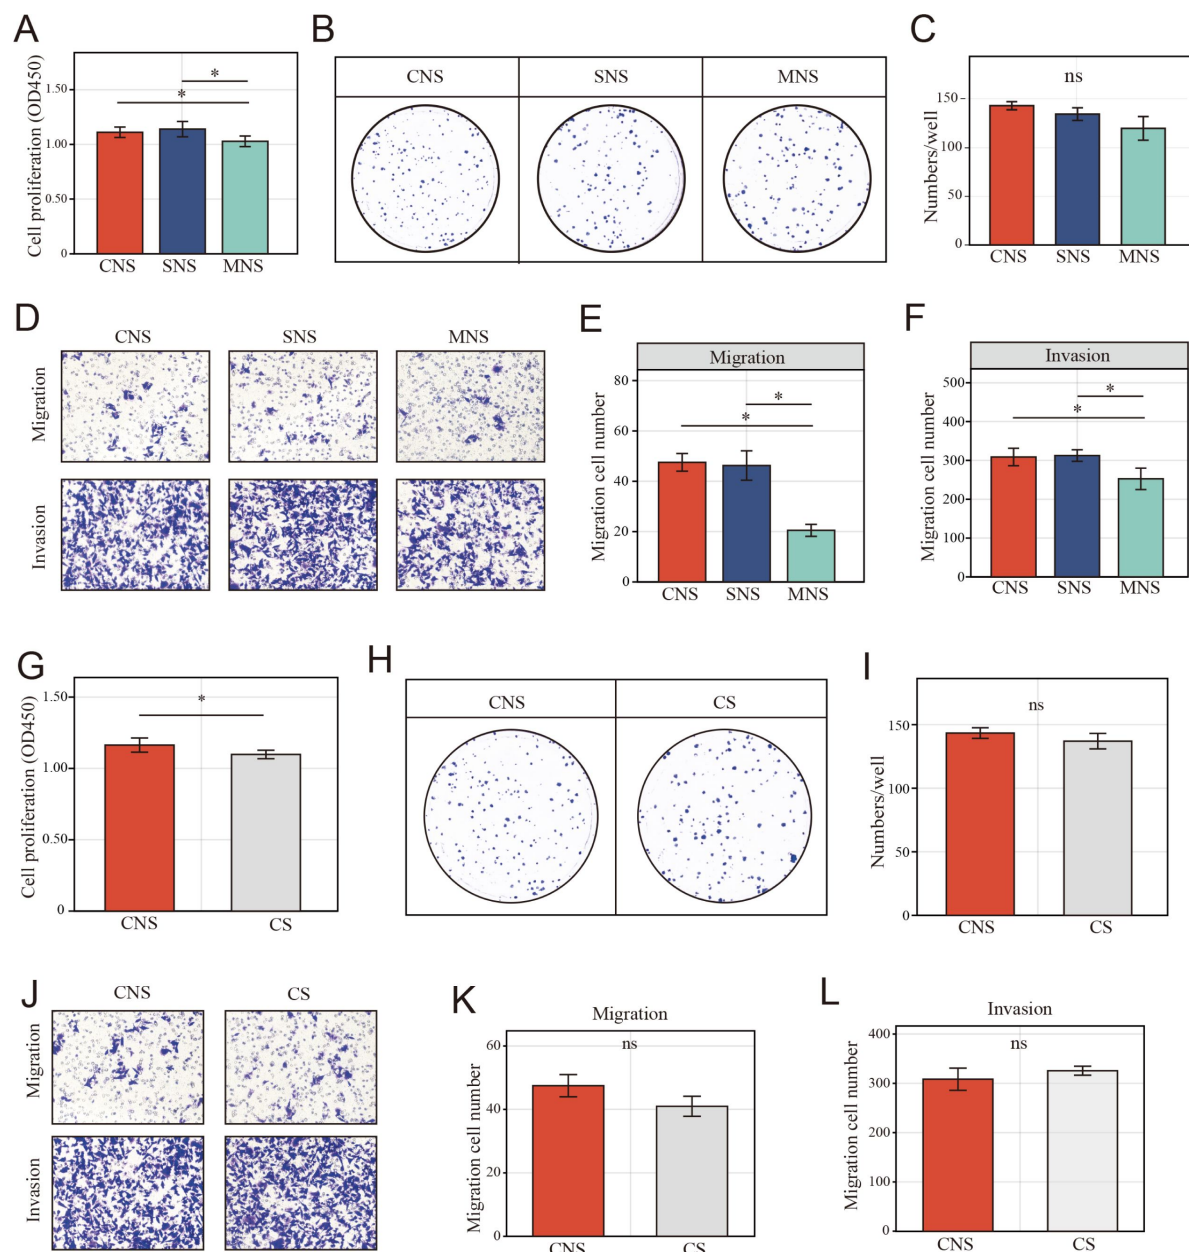 A
Cell proliferation (OD450)
1.50
1.00
0.50
0
*
*
CNS SNS MNS
B
CNS SNS MNS
C
Numbers/well
150
100
50
0
ns
CNS SNS MNS
D
CNS SNS MNS
Migration
Invasion
E
Migration
Migration cell number
80
60
40
20
0
*
*
CNS SNS MNS
F
Invasion
Migration cell number
500
400
300
200
100
0
*
*
CNS SNS MNS
G
Cell proliferation (OD450)
1.50
1.00
0.50
0
*
CNS CS
H
CNS CS
I
Numbers/well
150
100
50
0
ns
CNS CS
J
CNS CS
Migration
Invasion
K
Migration
Migration cell number
60
40
20
0
ns
CNS CS
L
Invasion
Migration cell number
400
300
200
100
0
ns
CNS CS